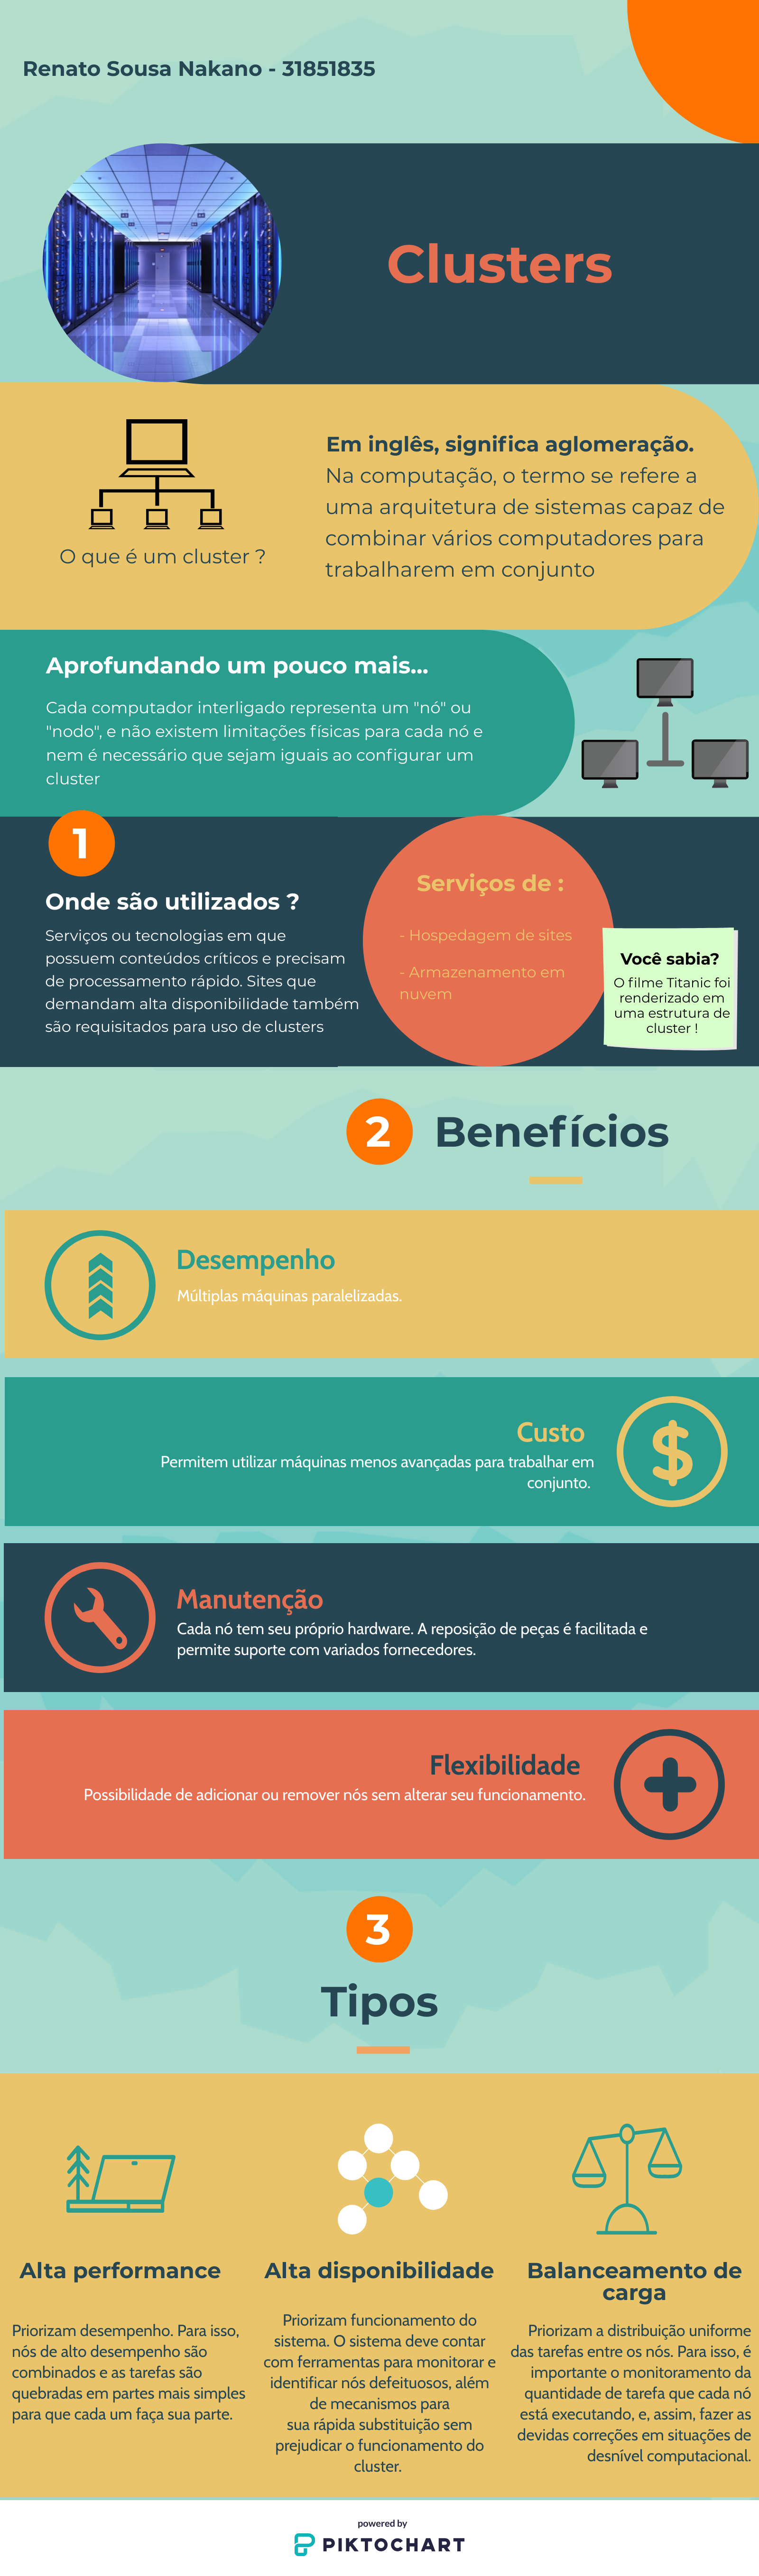 Renato Sousa Nakano - 31851835
Clusters
O que é um cluster ?
Em inglês, significa aglomeração.
Na computação, o termo se refere a
uma arquitetura de sistemas capaz de
combinar vários computadores para
trabalharem em conjunto
Aprofundando um pouco mais...
Cada computador interligado representa um "nó" ou
"nodo", e não existem limitações físicas para cada nó e
nem é necessário que sejam iguais ao configurar um
cluster
1
Onde são utilizados ?
Serviços ou tecnologias em que
possuem conteúdos críticos e precisam
de processamento rápido. Sites que
demandam alta disponibilidade também
são requisitados para uso de clusters
Serviços de :
- Hospedagem de sites
- Armazenamento em
nuvem
Você sabia?
O filme Titanic foi
renderizado em
uma estrutura de
cluster !
2
Benefícios
Desempenho
Múltiplas máquinas paralelizadas.
Custo
Permitem utilizar máquinas menos avançadas para trabalhar em
conjunto.
$
Manutenção
Cada nó tem seu próprio hardware. A reposição de peças é facilitada e
permite suporte com variados fornecedores.
Flexibilidade
Possibilidade de adicionar ou remover nós sem alterar seu funcionamento.
3
Tipos
Alta performance
Priorizam desempenho. Para isso,
nós de alto desempenho são
combinados e as tarefas são
quebradas em partes mais simples
para que cada um faça sua parte.
Alta disponibilidade
Priorizam funcionamento do
sistema. O sistema deve contar
com ferramentas para monitorar e
identificar nós defeituosos, além
de mecanismos para
sua rápida substituição sem
prejudicar o funcionamento do
cluster.
Balanceamento de
carga
Priorizam a distribuição uniforme
das tarefas entre os nós. Para isso, é
importante o monitoramento da
quantidade de tarefa que cada nó
está executando, e, assim, fazer as
devidas correções em situações de
desnível computacional.
powered by
PIKTOCHART